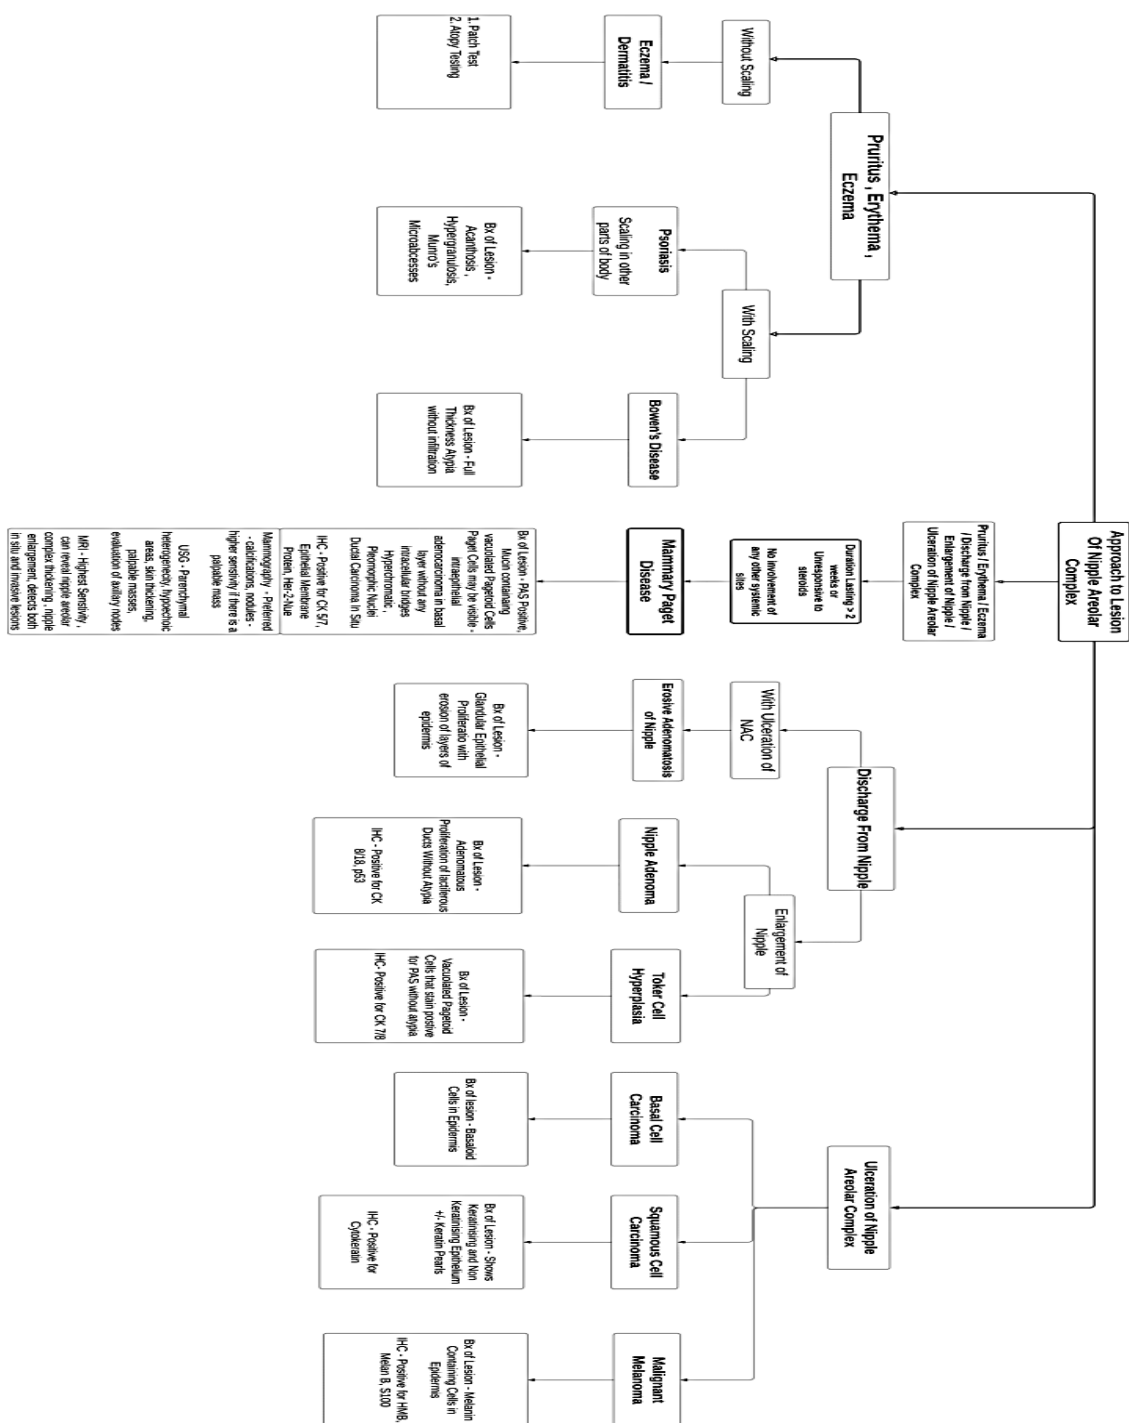 Approach to Lesion
Of Nipple Areolar
Complex
Pruritus , Erythema ,
Eczema
Without Scaling
Eczema /
Dermatitis
1. Patch Test
2. Atopy Testing
With Scaling
Psoriasis
Scaling in other
parts of body
Bx of Lesion -
Acanthosis ,
Hypergranulosis,
Munro's
Microabcesses
Bowen's Disease
Bx of Lesion - Full
Thickness Atypia
without infiltration
Pruritus / Erythema / Eczema
/ Discharge from Nipple /
Enlargement of Nipple /
Ulceration of Nipple Areolar
Complex
Duration Lasting > 2
weeks or
Unresponsive to
steroids
No involvement of
any other systemic
sites
Mammary Paget
Disease
Bx of Lesion - PAS Positive,
Mucin containaing
vacuolated Pagetoid Cells
Paget Cells may be visible -
intraepithelial
adenocarcinoma in basal
layer without any
intracellular bridges
Hyperchromatic ,
Pleomorphic Nuclei
Ductal Carcinoma In Situ
IHC - Positive for CK 5/7,
Epithelial Membrane
Protein, Her-2-Nue
Mammography - Preferred
- calcifications, nodules -
higher sensitivity if there is a
palpable mass
USG - Parenchymal
heterogenecity, hypoechoic
areas, skin thickening,
palpable masses,
evaluation of axillary nodes
MRI - Highest Senstivity ,
can reveal nipple areolar
complex thickening , nipple
enlargement, detects both
in situ and invasive lesions
Discharge From Nipple
With Ulceration of
NAC
Erosive Adenomatosis
of Nipple
Bx of Lesion -
Glandular Epithelial
Proliferatio with
erosion of layers of
epidermis
Enlargement of
Nipple
Nipple Adenoma
Bx of Lesion -
Adenomatous
Proliferation of lactiferous
Ducts Without Atypia
IHC - Positive for CK
8/18, p53
Toker Cell
Hyperplasia
Bx of Lesion -
Vacuolated Pagetoid
Cells that stain postive
for PAS without atypia
IHC- Positive for CK 7/8
Ulceration of Nipple
Areolar Complex
Basal Cell
Carcinoma
Bx of lesion - Basaloid
Cells in Epidermis
Squamous Cell
Carcinoma
Bx of Lesion - Shows
Keratinising and Non
Keratinising Epthelium
+/- Keratin Pearls
IHC - Positive for
Cytokeratin
Malignant
Melanoma
Bx of Lesion - Melanin
Containing Cells in
Epidermis
IHC - Positive for HMB,
Melan B, S100